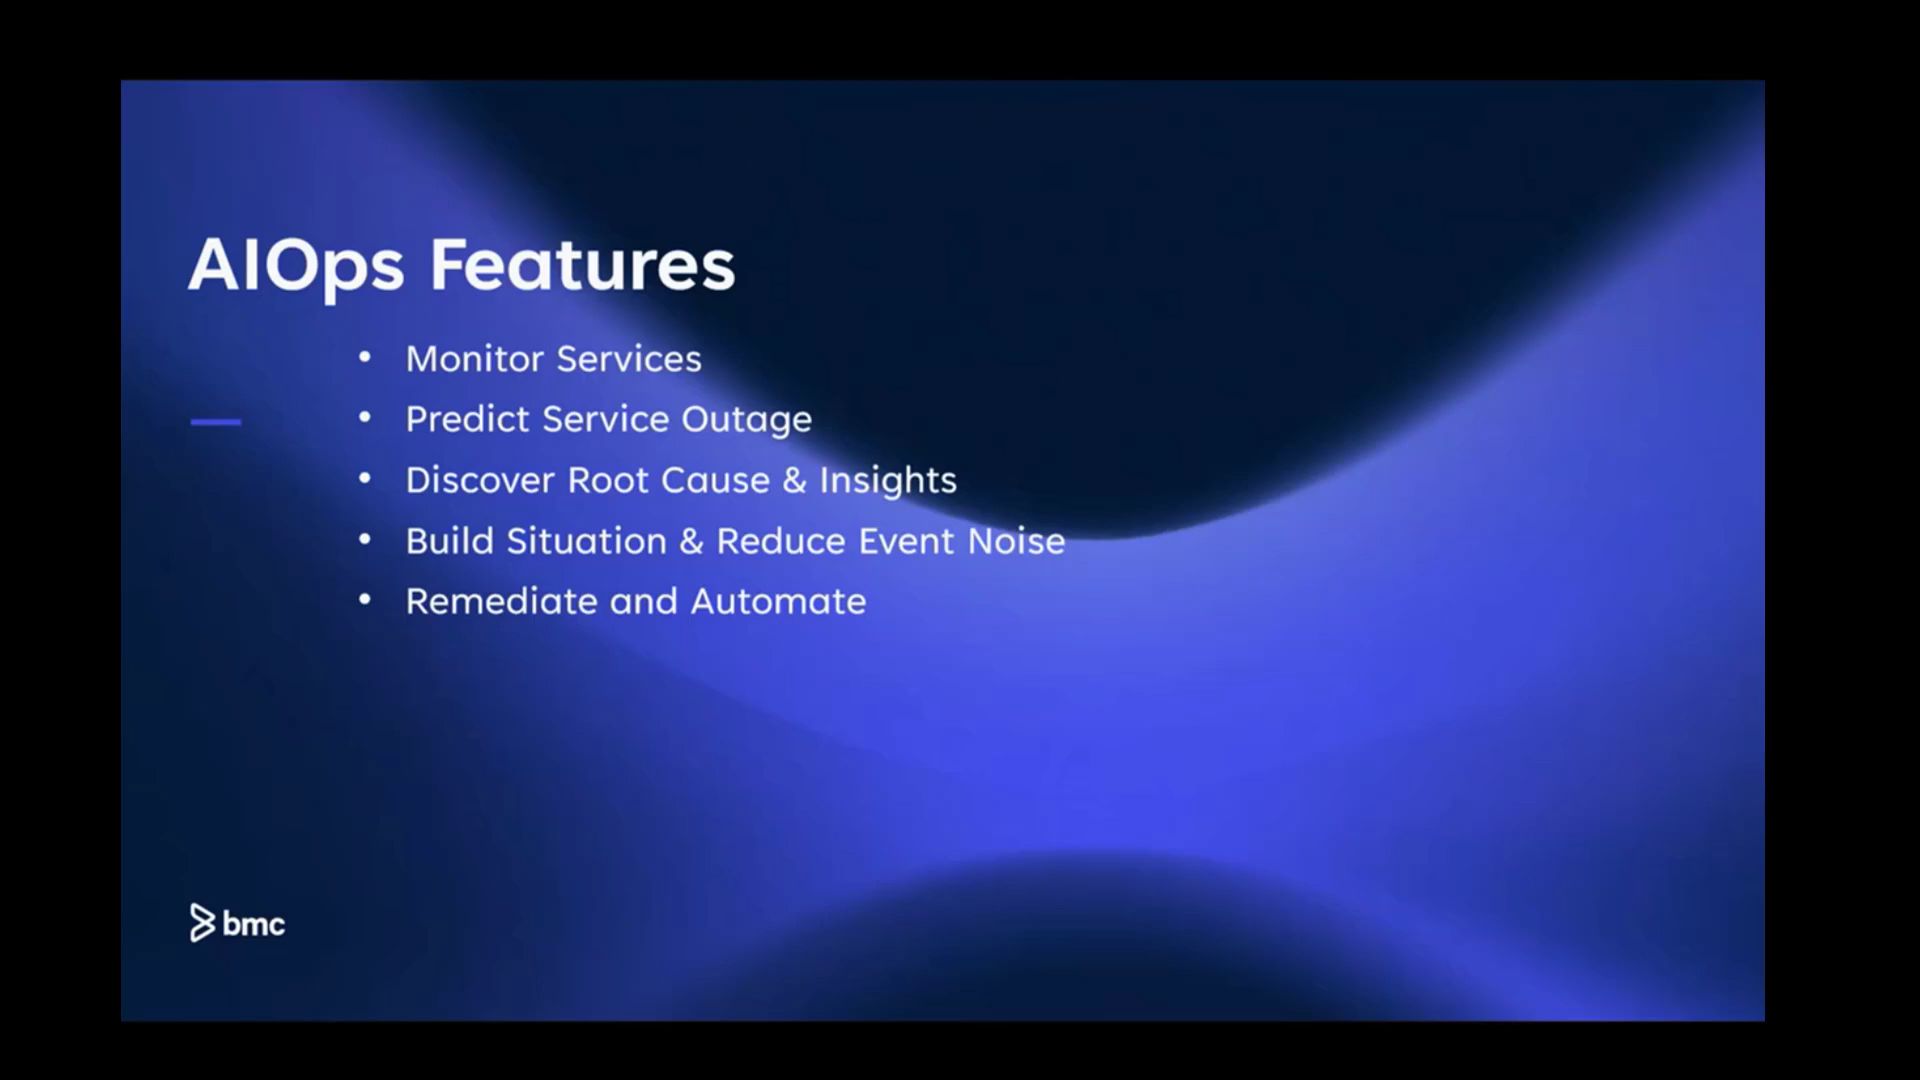 AIOps Features
• Monitor Services
• Predict Service Outage
• Discover Root Cause & Insights
• Build Situation & Reduce Event Noise
• Remediate and Automate
bmc